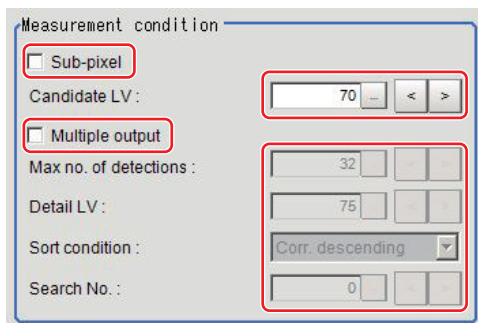 Measurement condition
Sub-pixel
Candidate LV : 70 ... < >
Multiple output
Max no. of detections : 32 ... < >
Detail LV : 75 ... < >
Sort condition : Corr. descending
Search No. : 0 ... < >